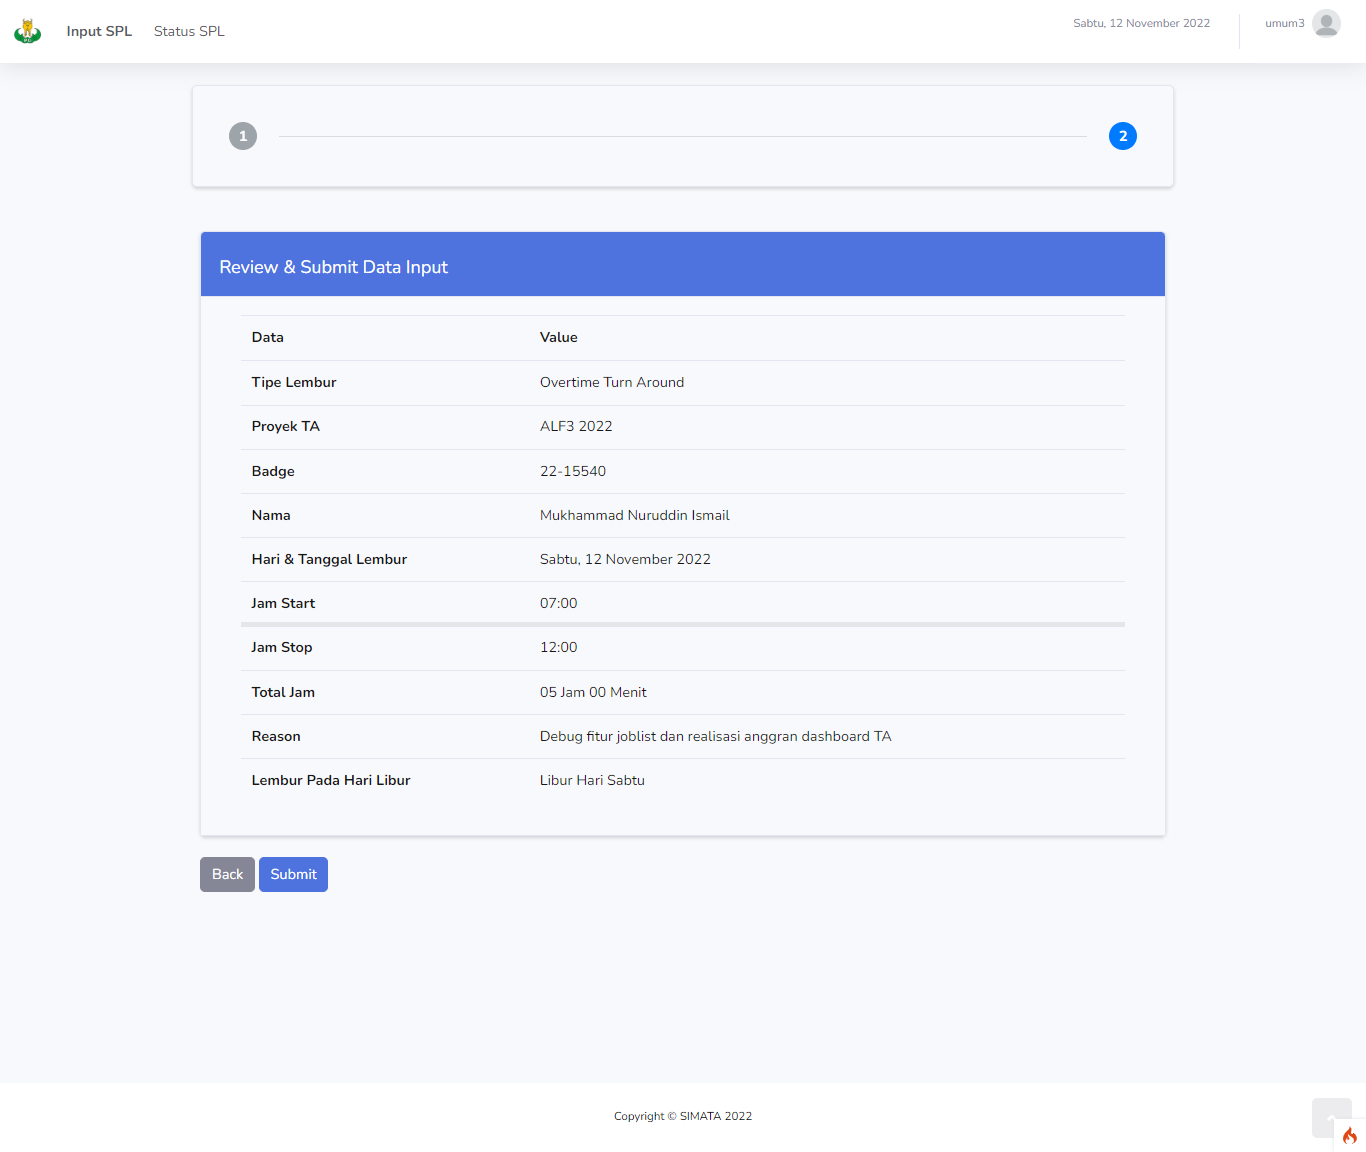 Input SPL Status SPL Sabtu, 12 November 2022 umum3
1 2
Review & Submit Data Input
Data Value
Tipe Lembur Overtime Turn Around
Proyek TA ALF3 2022
Badge 22-15540
Nama Mukhammad Nuruddin Ismail
Hari & Tanggal Lembur Sabtu, 12 November 2022
Jam Start 07:00
Jam Stop 12:00
Total Jam 05 Jam 00 Menit
Reason Debug fitur joblist dan realisasi anggran dashboard TA
Lembur Pada Hari Libur Libur Hari Sabtu
Back Submit
Copyright © SIMATA 2022